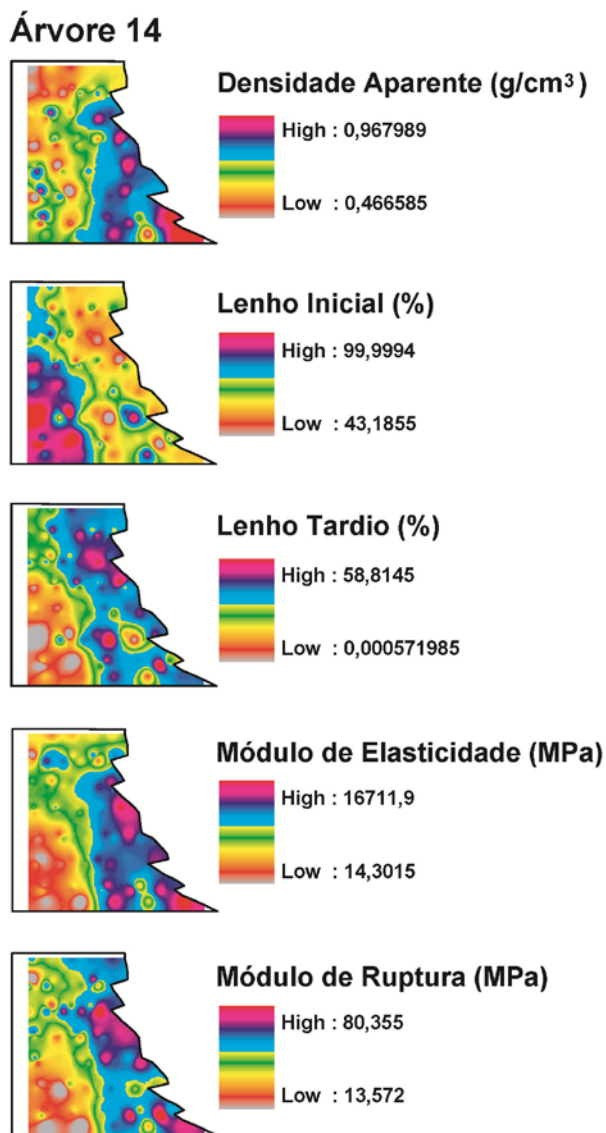 Árvore 14
Densidade Aparente (g/cm³)
High : 0,967989
Low : 0,466585
Lenho Inicial (%)
High : 99,9994
Low : 43,1855
Lenho Tardio (%)
High : 58,8145
Low : 0,000571985
Módulo de Elasticidade (MPa)
High : 16711,9
Low : 14,3015
Módulo de Ruptura (MPa)
High : 80,355
Low : 13,572